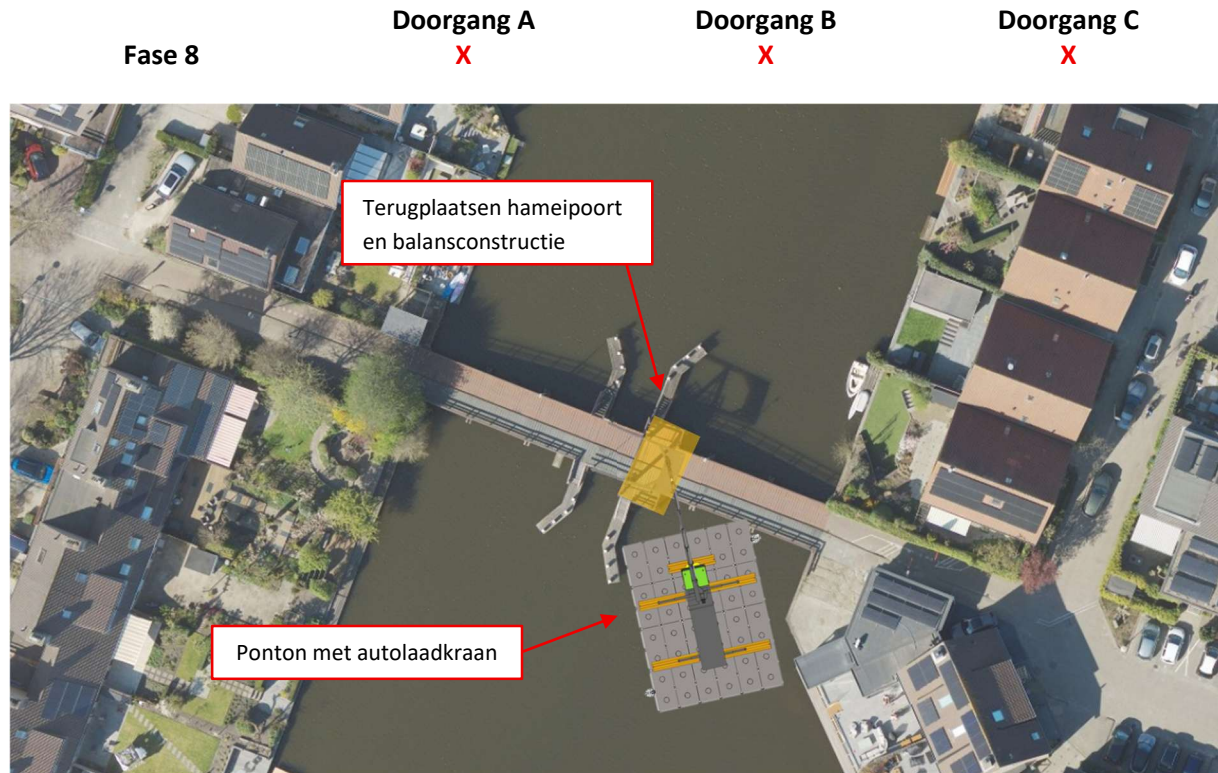 Doorgang A Doorgang B Doorgang C
Fase 8 X X X
Terugplaatsen hameipoort
en balansconstructie
Ponton met autolaadkraan